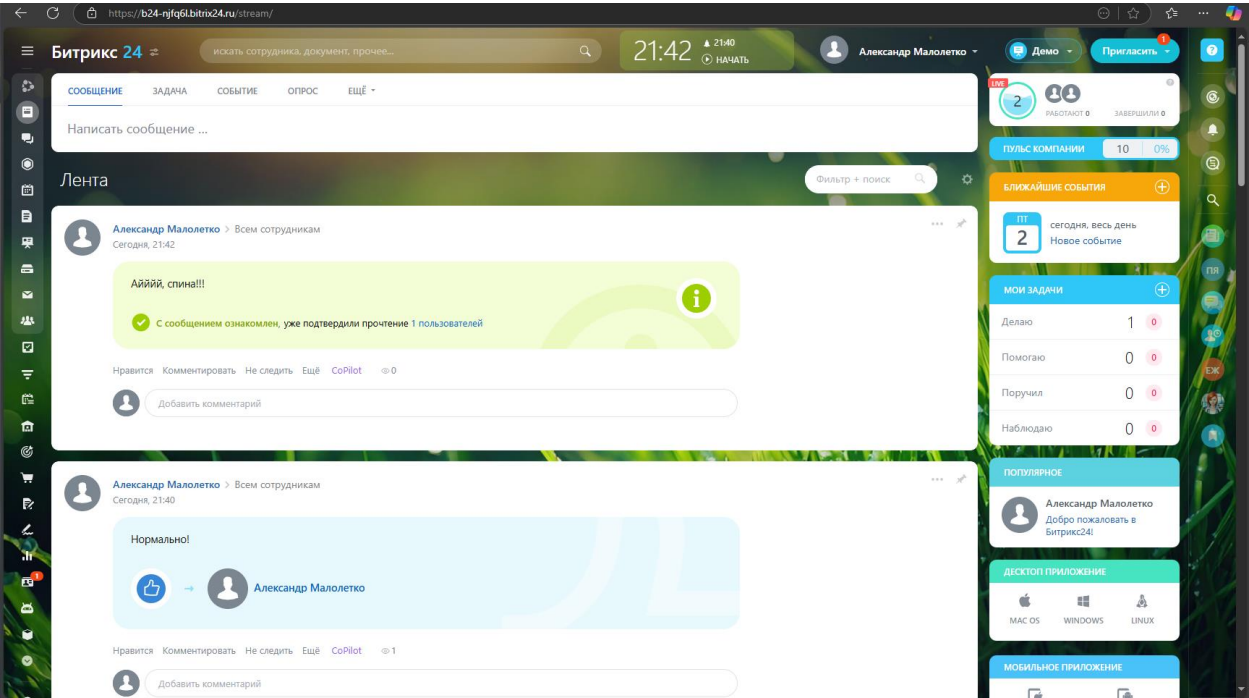 https://b24-njfq6l.bitrix24.ru/stream/
Битрикс 24
искать сотрудника, документ, прочее...
21:42
21:40
НАЧАТЬ
Александр Малолетко
Демо
Пригласить
1
СООБЩЕНИЕ ЗАДАЧА СОБЫТИЕ ОПРОС ЕЩЁ
Написать сообщение ...
Лента
Фильтр + поиск
Александр Малолетко > Всем сотрудникам
Сегодня, 21:42
Айййй, спина!!!
С сообщением ознакомлен, уже подтвердили прочтение 1 пользователей
Нравится Комментировать Не следить Ещё CoPilot 0
Добавить комментарий
Александр Малолетко > Всем сотрудникам
Сегодня, 21:40
Нормально!
Александр Малолетко
Нравится Комментировать Не следить Ещё CoPilot 1
Добавить комментарий
LIVE
2
РАБОТАЮТ 0 ЗАВЕРШИЛИ 0
ПУЛЬС КОМПАНИИ 10 0%
БЛИЖАЙШИЕ СОБЫТИЯ
ПТ
2
сегодня, весь день
Новое событие
МОИ ЗАДАЧИ
Делаю 1 0
Помогаю 0 0
Поручил 0 0
Наблюдаю 0 0
ПОПУЛЯРНОЕ
Александр Малолетко
Добро пожаловать в
Битрикс24!
ДЕСКТОП ПРИЛОЖЕНИЕ
MAC OS WINDOWS LINUX
МОБИЛЬНОЕ ПРИЛОЖЕНИЕ
ПЯ
ЕЖ
1